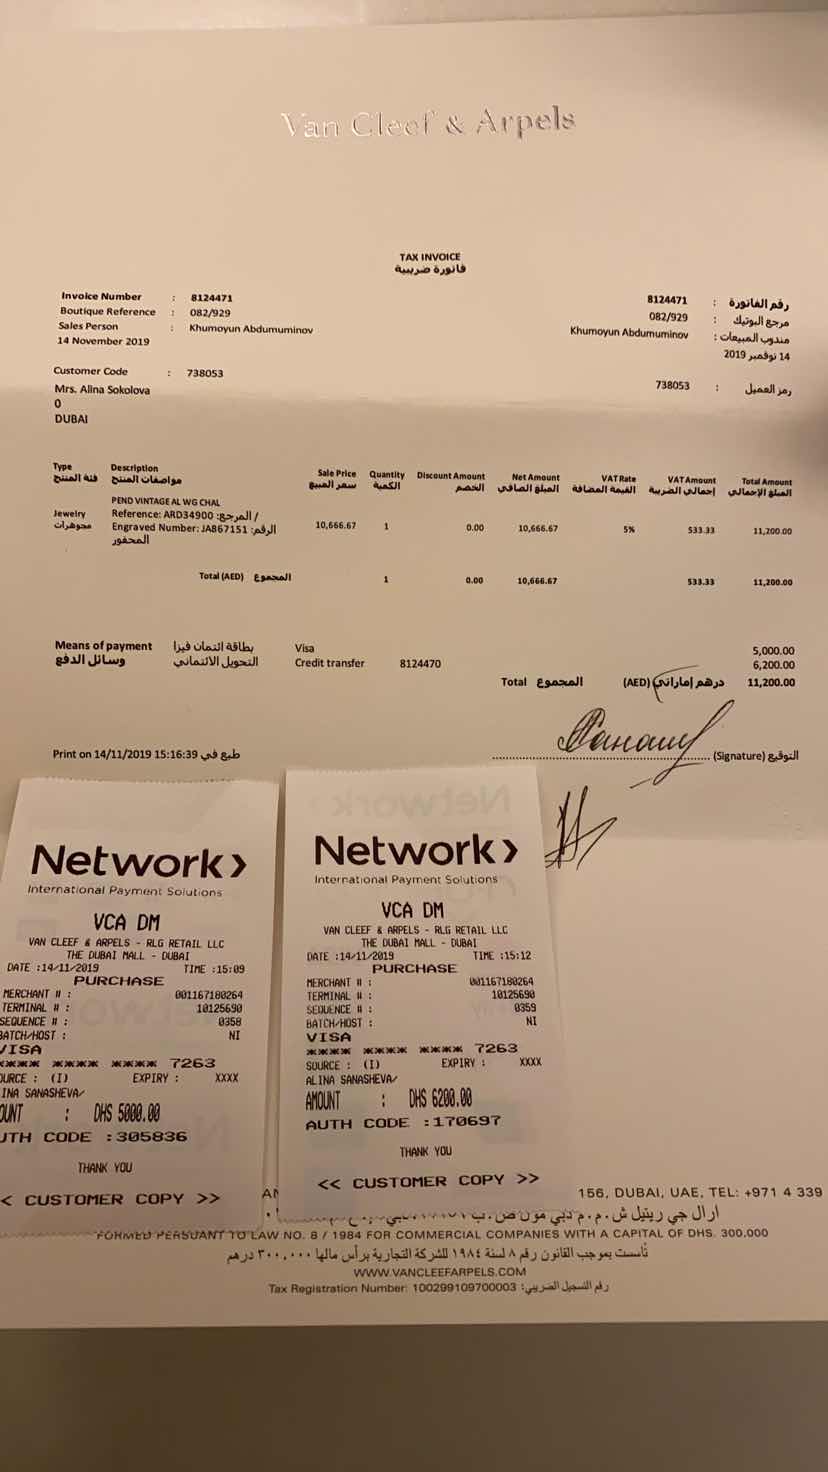 Van Cleef & Arpels
TAX INVOICE
فاتورة ضريبية
Invoice Number : 8124471
8124471 : رقم الفاتورة
Boutique Reference : 082/929
082/929 : مرجع البوتيك
Sales Person : Khumoyun Abdumuminov
Khumoyun Abdumuminov : مندوب المبيعات
14 November 2019
14 نوفمبر 2019
Customer Code : 738053
738053 : رمز العميل
Mrs. Alina Sokolova
0
DUBAI
Type Description Sale Price Quantity Discount Amount Net Amount VAT Rate VAT Amount Total Amount
فئة المنتج مواصفات المنتج سعر المبيع الكمية الخصم المبلغ الصافي القيمة المضافة إجمالي الضريبة المبلغ الإجمالي
PEND VINTAGE AL WG CHAL
Jewelry Reference: ARD34900 :المرجع /
مجوهرات Engraved Number: JA867151 :الرقم 10,666.67 1 0.00 10,666.67 5% 533.33 11,200.00
المحفور
Total (AED) المجموع 1 0.00 10,666.67 533.33 11,200.00
Means of payment بطاقة ائتمان فيزا Visa 5,000.00
وسائل الدفع التحويل الائتماني Credit transfer 8124470 6,200.00
Total المجموع (AED) درهم إماراتي 11,200.00
Print on 14/11/2019 15:16:39 طبع في
(Signature) التوقيع
Network>
International Payment Solutions
VCA DM
VAN CLEEF & ARPELS - RLG RETAIL LLC
THE DUBAI MALL - DUBAI
DATE :14/11/2019 TIME :15:09
PURCHASE
MERCHANT # : 001167180264
TERMINAL # : 10125690
SEQUENCE # : 0358
BATCH/HOST : NI
VISA
**** **** **** 7263
OURCE : (I) EXPIRY : XXXX
INA SANASHEVA/
OUNT : DHS 5000.00
UTH CODE :305836
THANK YOU
< CUSTOMER COPY >>
Network>
International Payment Solutions
VCA DM
VAN CLEEF & ARPELS - RLG RETAIL LLC
THE DUBAI MALL - DUBAI
DATE :14/11/2019 TIME :15:12
PURCHASE
MERCHANT # : 001167180264
TERMINAL # : 10125690
SEQUENCE # : 0359
BATCH/HOST : NI
VISA
**** **** **** 7263
SOURCE : (I) EXPIRY : XXXX
ALINA SANASHEVA/
AMOUNT : DHS 6200.00
AUTH CODE :170697
THANK YOU
<< CUSTOMER COPY >>
156, DUBAI, UAE, TEL: +971 4 339
ارال جي ريتيل ش.م.م دبي مول ص.ب
FORMED PERSUANT TO LAW NO. 8 / 1984 FOR COMMERCIAL COMPANIES WITH A CAPITAL OF DHS. 300.000
تأسست بموجب القانون رقم ٨ لسنة ١٩٨٤ للشركة التجارية برأس مالها ٣٠٠,٠٠٠ درهم
WWW.VANCLEEFARPELS.COM
Tax Registration Number: 100299109700003 :رقم التسجيل الضريبي